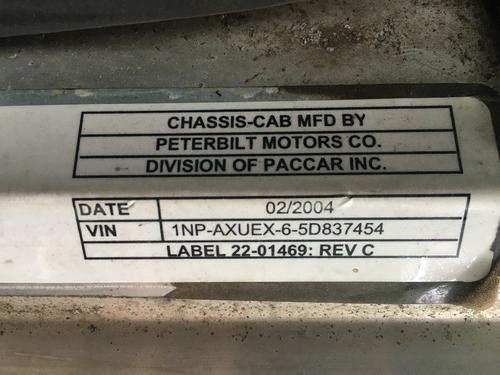 CHASSIS-CAB MFD BY
PETERBILT MOTORS CO.
DIVISION OF PACCAR INC.
DATE 02/2004
VIN 1NP-AXUEX-6-5D837454
LABEL 22-01469: REV C